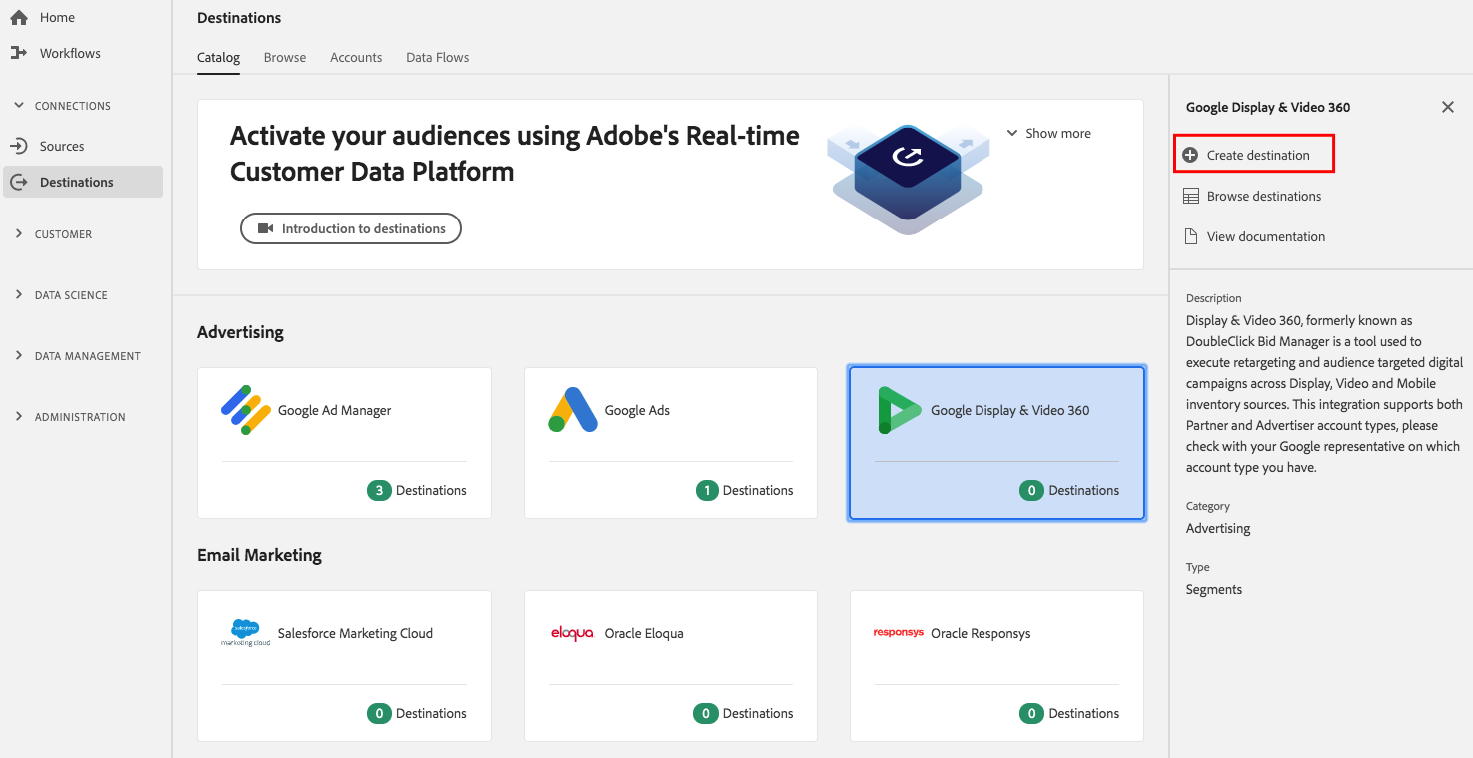 Home
Workflows
CONNECTIONS
Sources
Destinations
CUSTOMER
DATA SCIENCE
DATA MANAGEMENT
ADMINISTRATION
Destinations
Catalog Browse Accounts Data Flows
Activate your audiences using Adobe's Real-time
Customer Data Platform
Introduction to destinations
Show more
Advertising
Google Ad Manager
3 Destinations
Google Ads
1 Destinations
Google Display & Video 360
0 Destinations
Email Marketing
salesforce
marketing cloud
Salesforce Marketing Cloud
0 Destinations
eloqua
Oracle Eloqua
0 Destinations
responsys
Oracle Responsys
0 Destinations
Google Display & Video 360
Create destination
Browse destinations
View documentation
Description
Display & Video 360, formerly known as
DoubleClick Bid Manager is a tool used to
execute retargeting and audience targeted digital
campaigns across Display, Video and Mobile
inventory sources. This integration supports both
Partner and Advertiser account types, please
check with your Google representative on which
account type you have.
Category
Advertising
Type
Segments